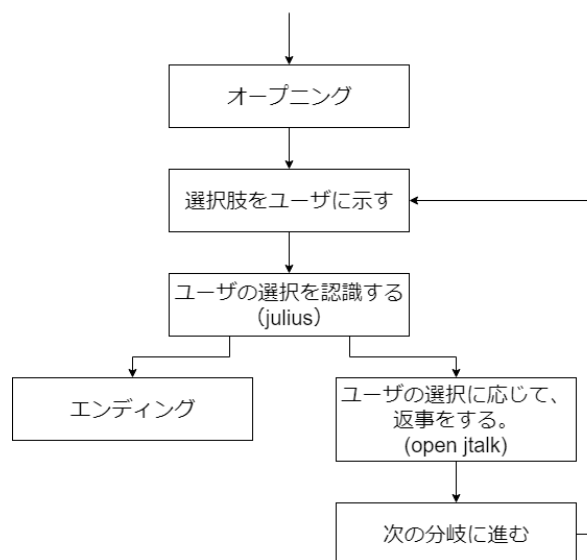 オープニング
選択肢をユーザに示す
ユーザの選択を認識する
（julius）
エンディング
ユーザの選択に応じて、
返事をする。
(open jtalk)
次の分岐に進む